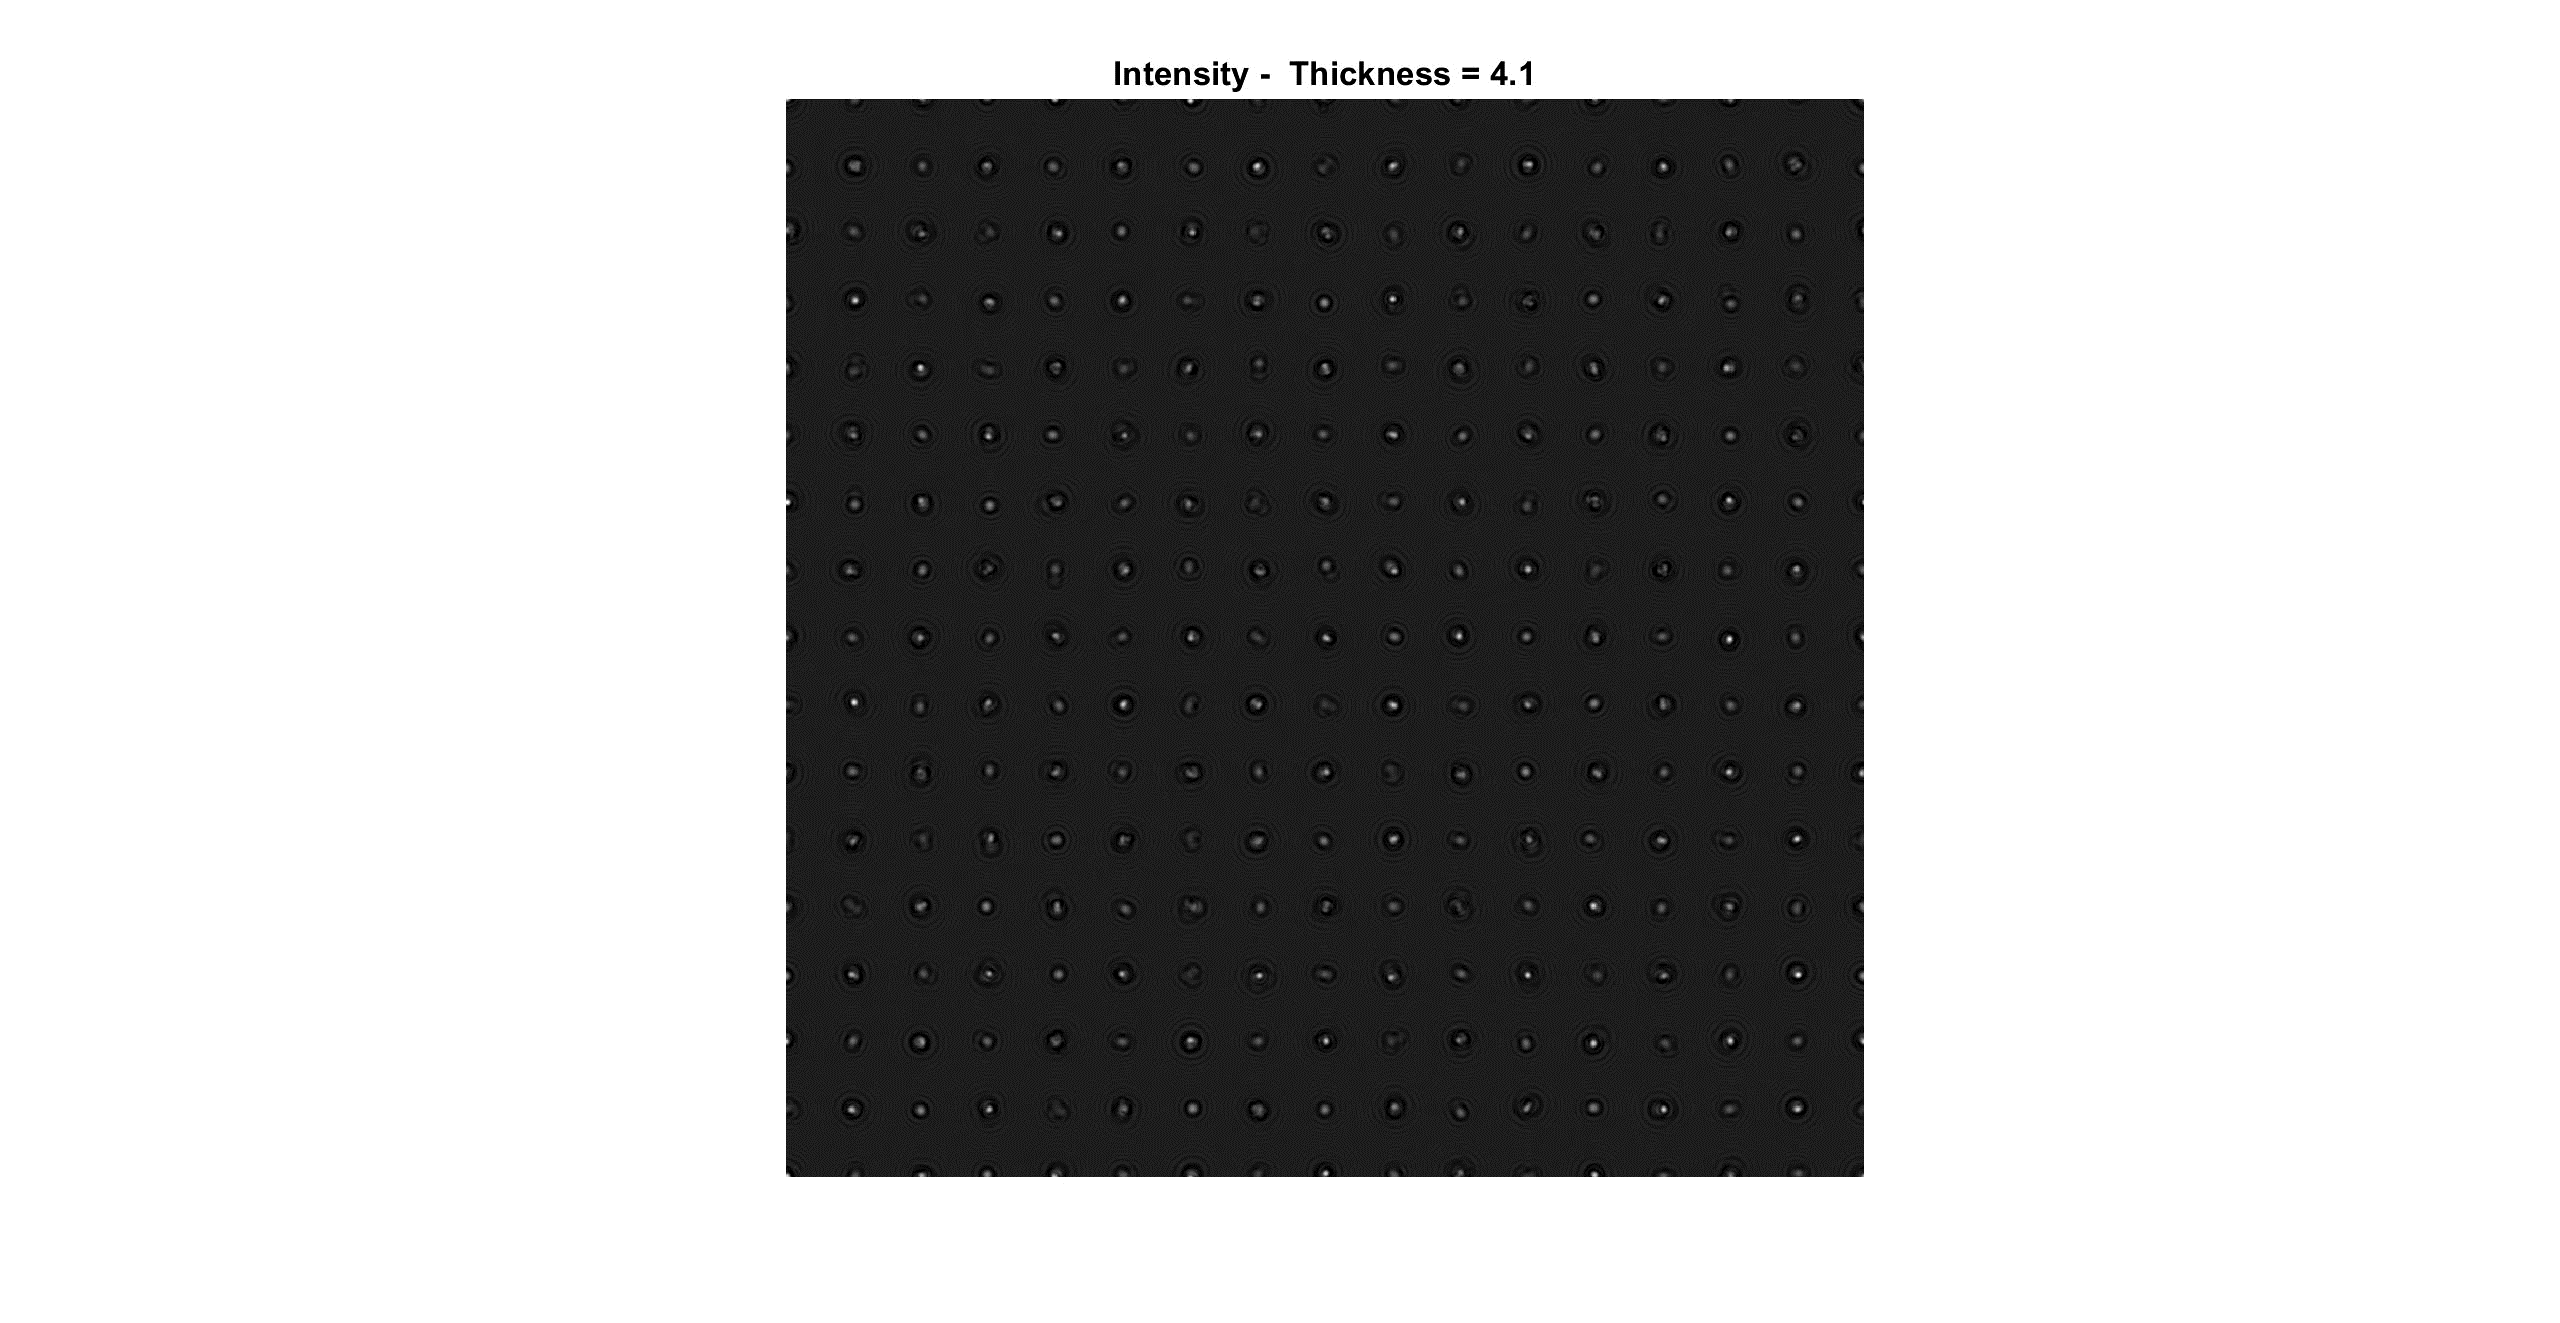 Intensity -  Thickness = 4.1